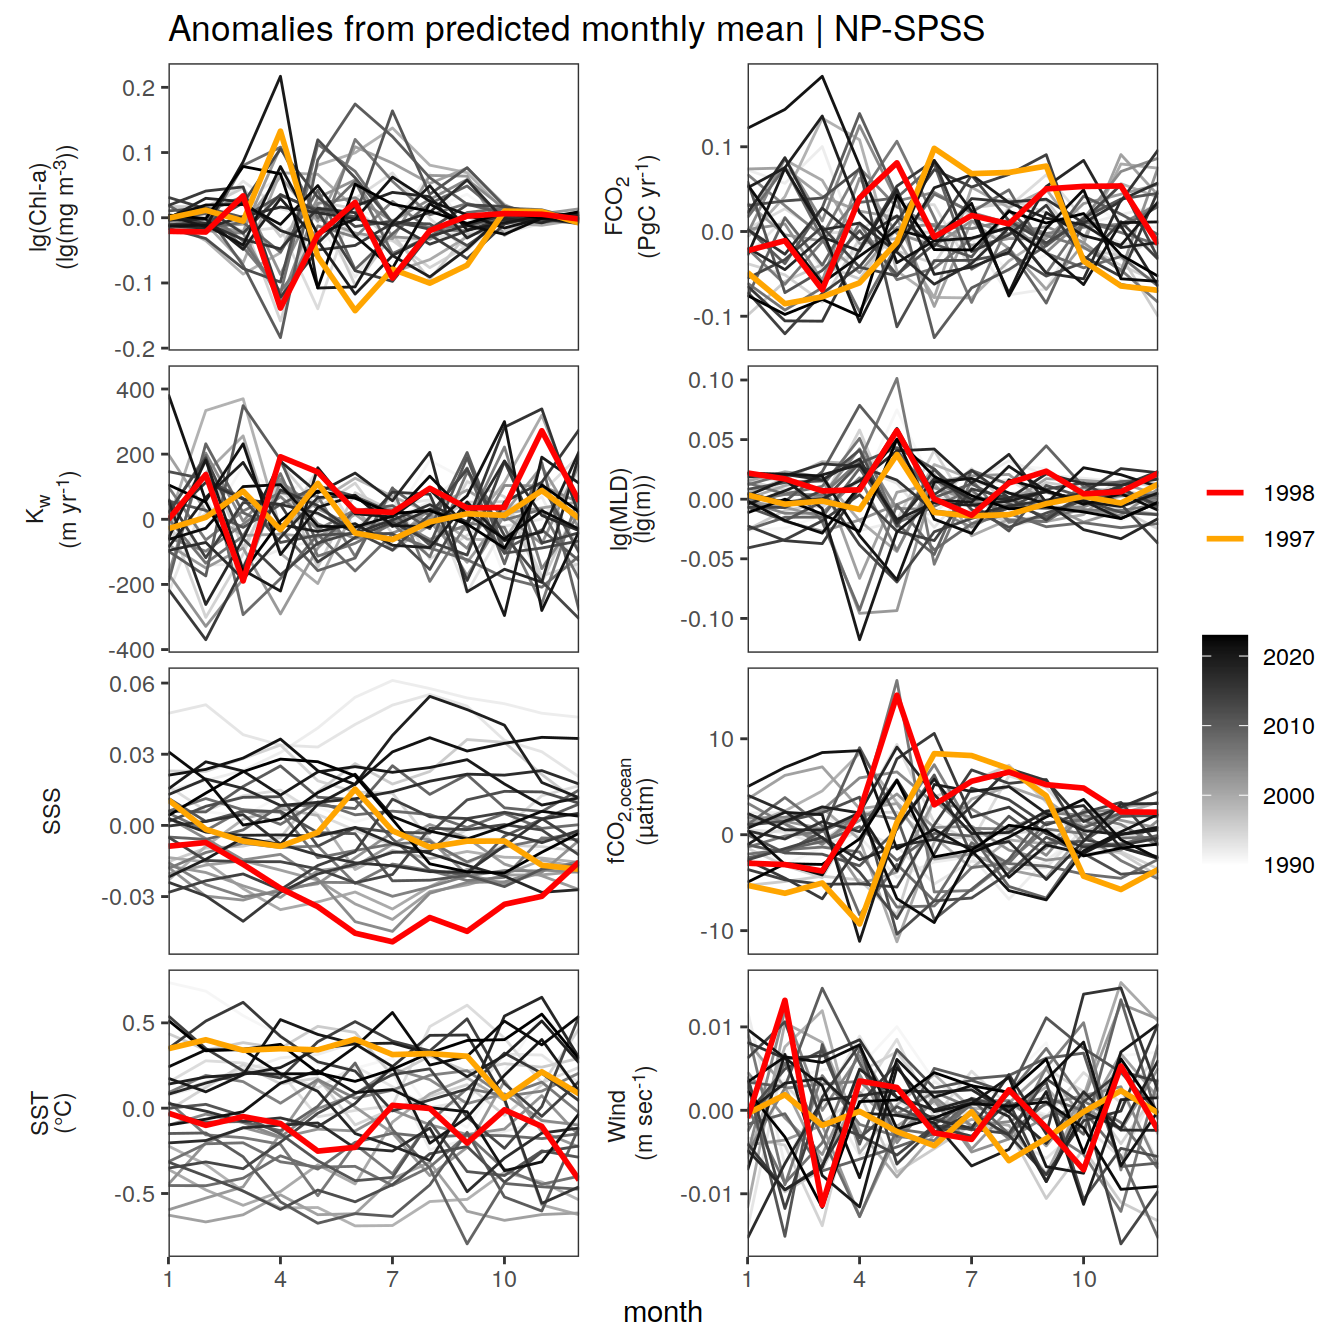 Anomalies from predicted monthly mean | NP-SPSS
lg(Chl-a)
(lg(mg m⁻³))
0.2
0.1
0.0
-0.1
-0.2
FCO₂
(PgC yr⁻¹)
0.1
0.0
-0.1
K_w
(m yr⁻¹)
400
200
0
-200
-400
lg(MLD)
(lg(m))
0.10
0.05
0.00
-0.05
-0.10
SSS
0.06
0.03
0.00
-0.03
fCO₂,ocean
(µatm)
10
0
-10
SST
(°C)
0.5
0.0
-0.5
Wind
(m sec⁻¹)
0.01
0.00
-0.01
1 4 7 10
1 4 7 10
month
1998
1997
2020
2010
2000
1990